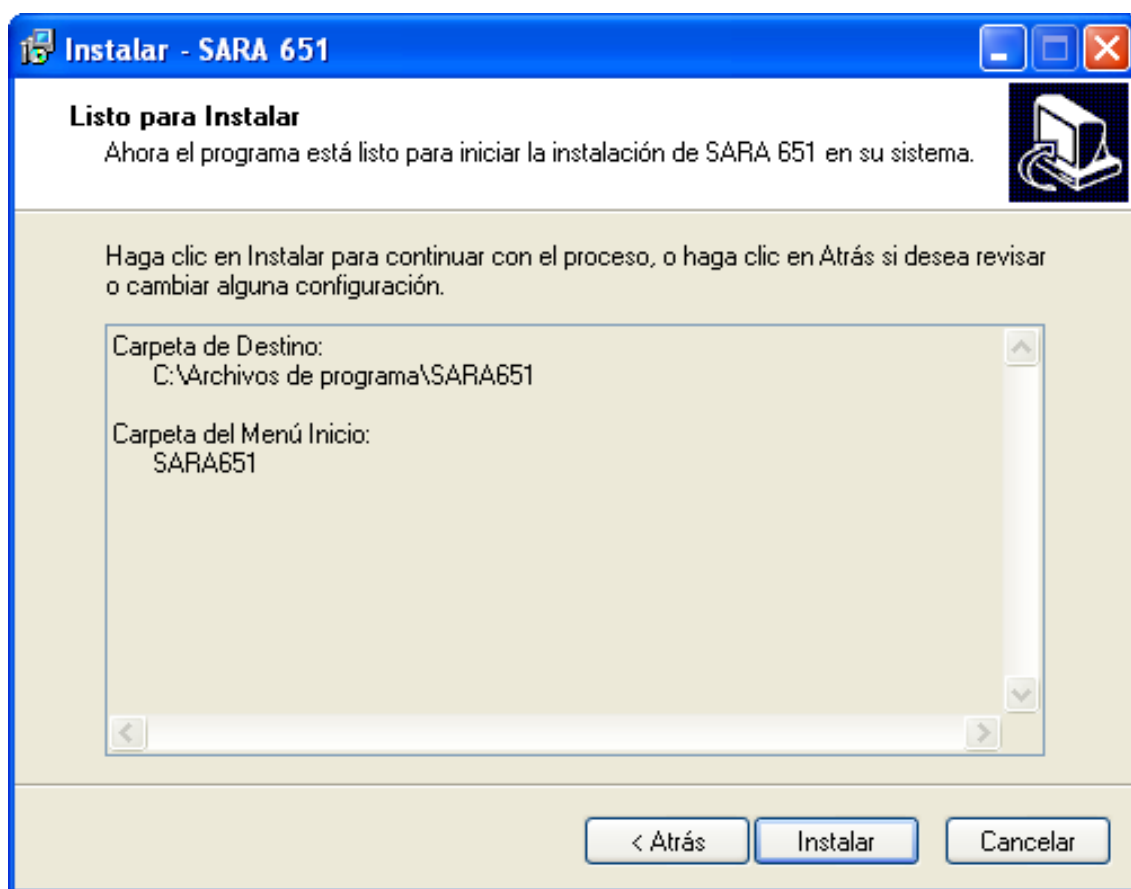 Instalar - SARA 651
Listo para Instalar
Ahora el programa está listo para iniciar la instalación de SARA 651 en su sistema.
Haga clic en Instalar para continuar con el proceso, o haga clic en Atrás si desea revisar
o cambiar alguna configuración.
Carpeta de Destino:
C:\Archivos de programa\SARA651
Carpeta del Menú Inicio:
SARA651
< Atrás
Instalar
Cancelar